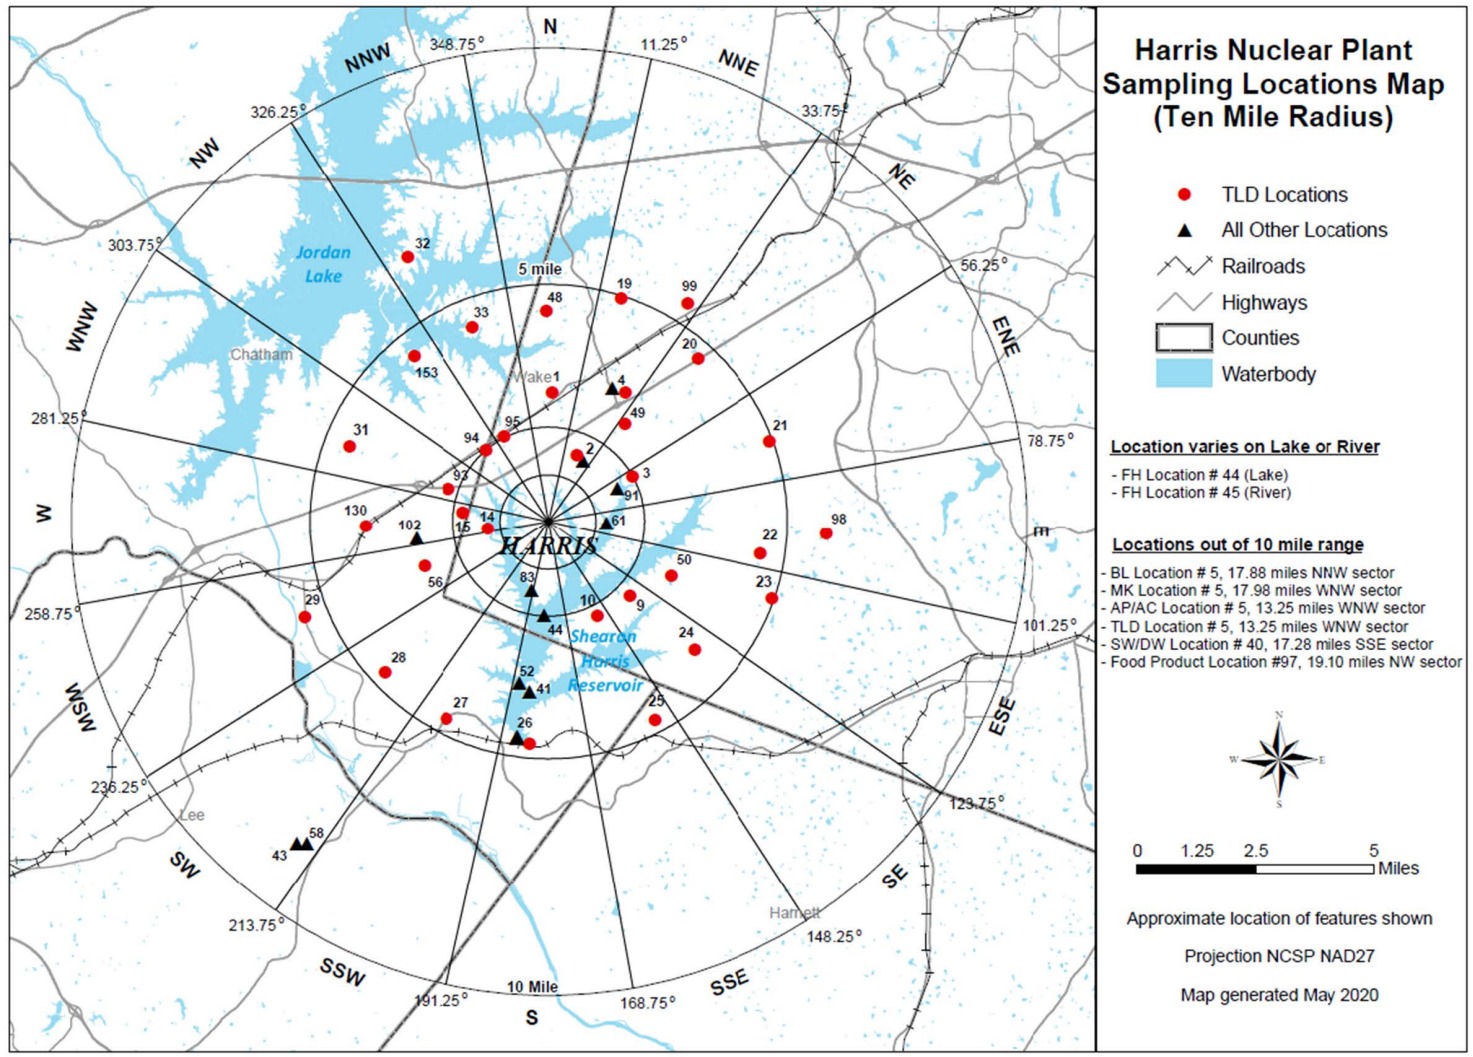 N
348.75°
11.25°
NNW
NNE
326.25°
33.75°
NW
NE
303.75°
56.25°
Jordan
Lake
32
5 mile
19
99
48
33
WNW
ENE
20
Chatham
153
Wake
1
4
281.25°
78.75°
31
49
21
95
94
2
3
93
91
W
130
102
15
14
61
98
E
HARRIS
22
50
56
83
23
258.75°
29
10
9
44
101.25°
Shearan
Harris
Reservoir
24
28
52
41
WSW
ESE
27
26
25
236.25°
123.75°
Lee
58
43
SW
SE
Harnett
213.75°
148.25°
SSW
SSE
191.25°
10 Mile
168.75°
S
Harris Nuclear Plant
Sampling Locations Map
(Ten Mile Radius)
TLD Locations
All Other Locations
Railroads
Highways
Counties
Waterbody
Location varies on Lake or River
- FH Location # 44 (Lake)
- FH Location # 45 (River)
Locations out of 10 mile range
- BL Location # 5, 17.88 miles NNW sector
- MK Location # 5, 17.98 miles WNW sector
- AP/AC Location # 5, 13.25 miles WNW sector
- TLD Location # 5, 13.25 miles WNW sector
- SW/DW Location # 40, 17.28 miles SSE sector
- Food Product Location #97, 19.10 miles NW sector
N
W E
S
0 1.25 2.5 5
Miles
Approximate location of features shown
Projection NCSP NAD27
Map generated May 2020